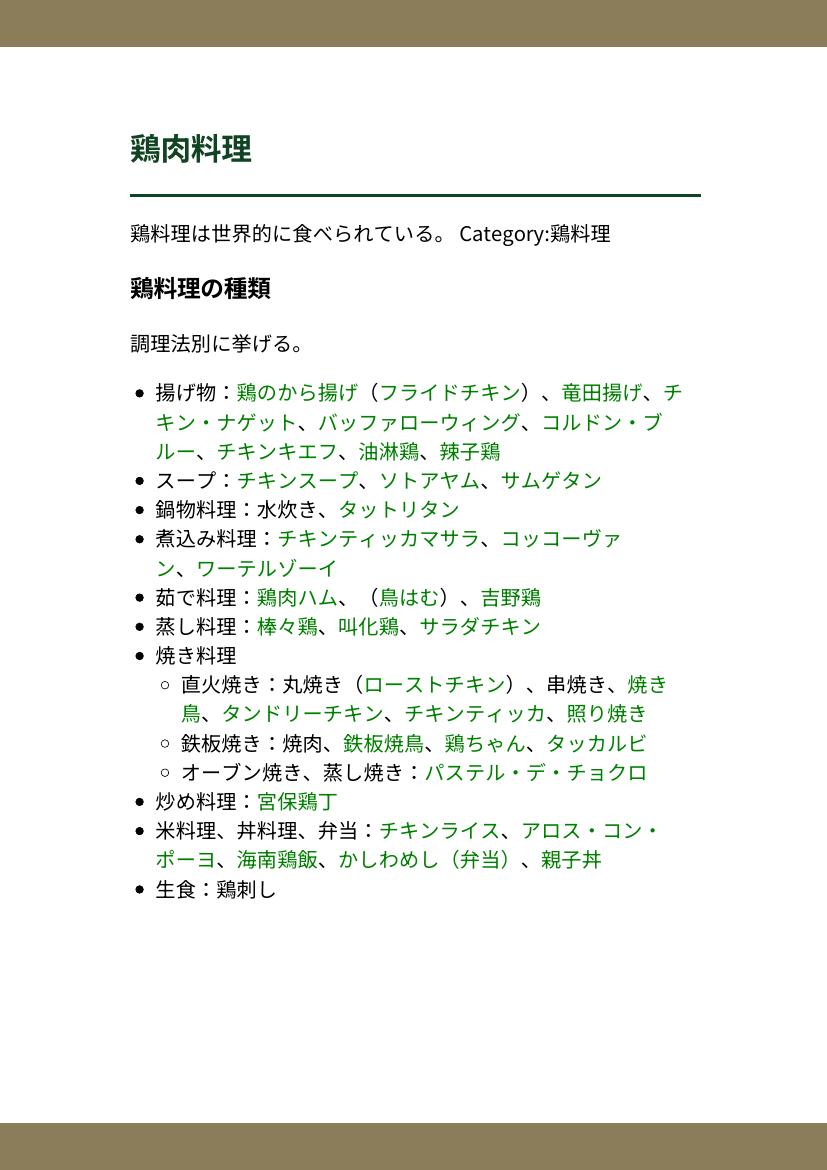 鶏肉料理
鶏料理は世界的に食べられている。 Category:鶏料理
鶏料理の種類
調理法別に挙げる。
揚げ物：鶏のから揚げ（フライドチキン）、竜田揚げ、チ
キン・ナゲット、バッファローウィング、コルドン・ブ
ルー、チキンキエフ、油淋鶏、辣子鶏
スープ：チキンスープ、ソトアヤム、サムゲタン
鍋物料理：水炊き、タットリタン
煮込み料理：チキンティッカマサラ、コッコーヴァ
ン、ワーテルゾーイ
茹で料理：鶏肉ハム、（鳥はむ）、吉野鶏
蒸し料理：棒々鶏、叫化鶏、サラダチキン
焼き料理
直火焼き：丸焼き（ローストチキン）、串焼き、焼き
鳥、タンドリーチキン、チキンティッカ、照り焼き
鉄板焼き：焼肉、鉄板焼鳥、鶏ちゃん、タッカルビ
オーブン焼き、蒸し焼き：パステル・デ・チョクロ
炒め料理：宮保鶏丁
米料理、丼料理、弁当：チキンライス、アロス・コン・
ポーヨ、海南鶏飯、かしわめし（弁当）、親子丼
生食：鶏刺し